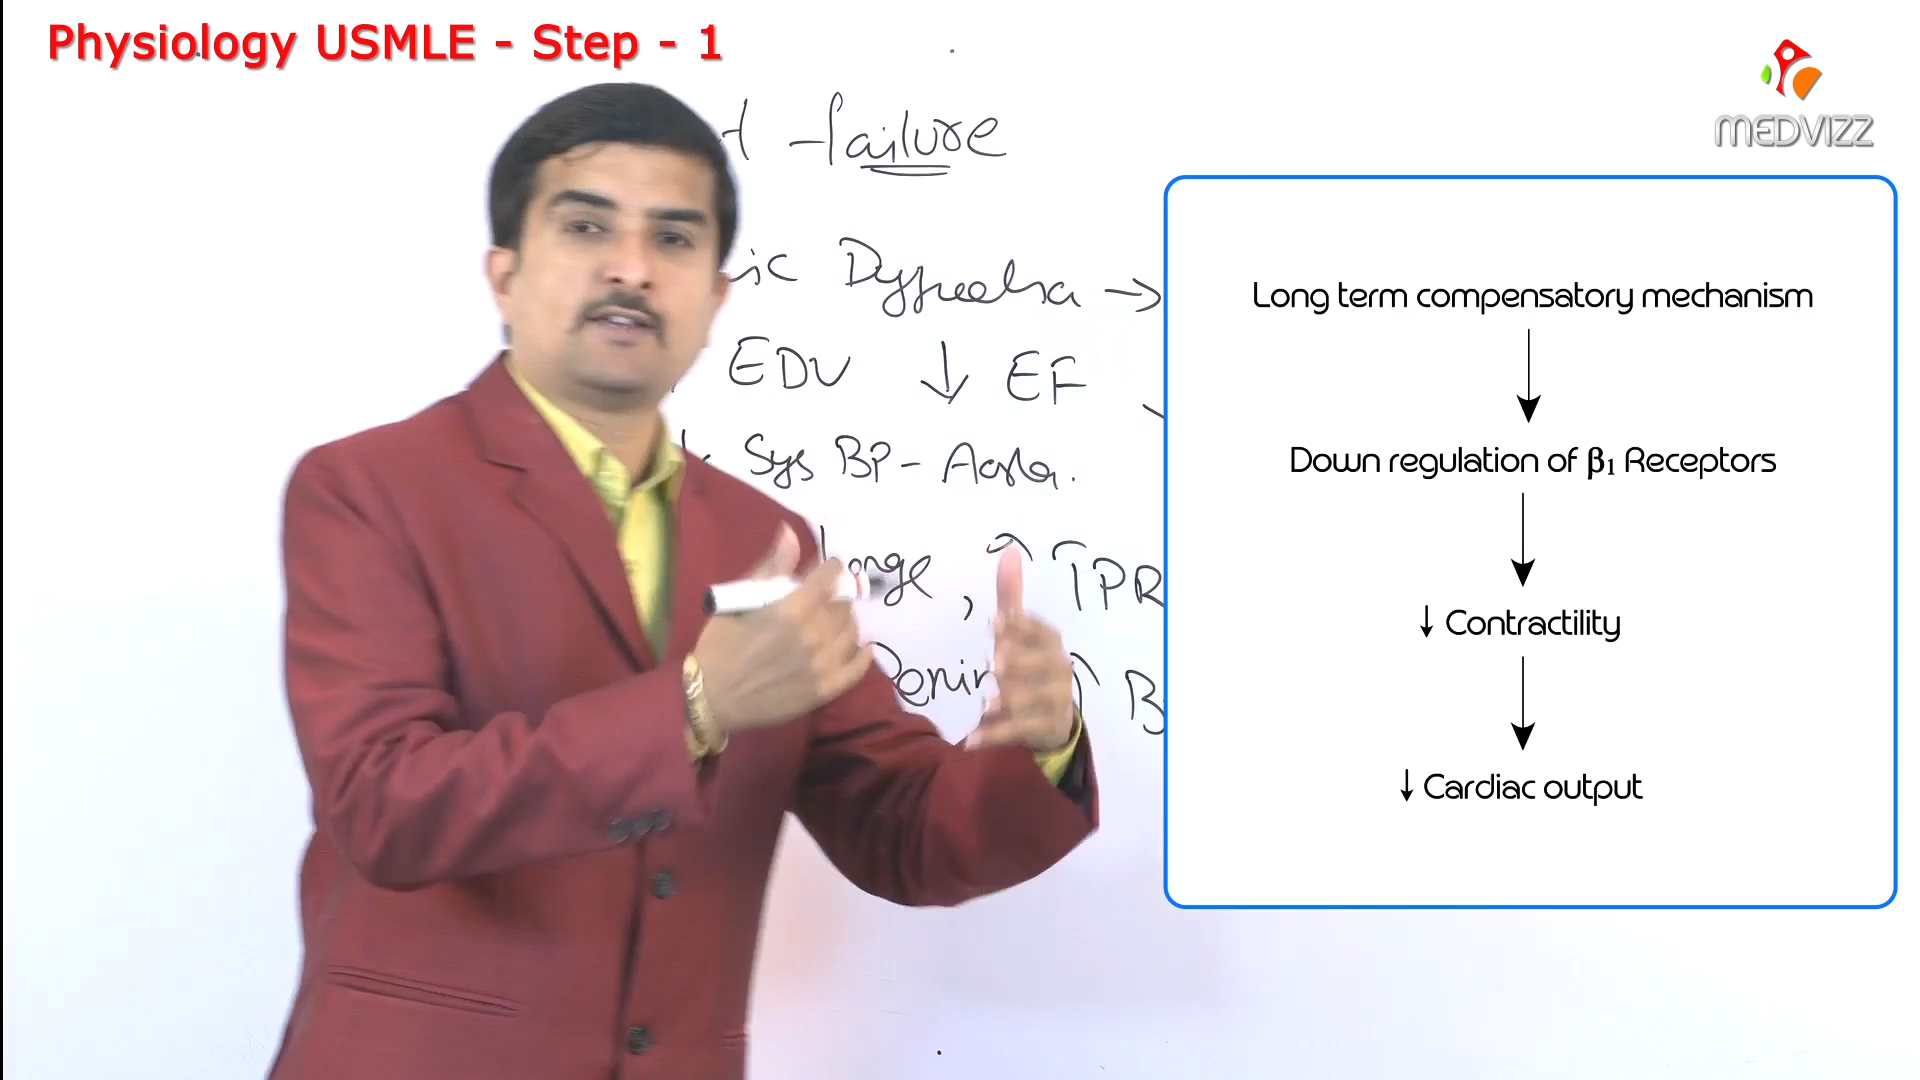 Physiology USMLE - Step - 1
MEDVIZZ
failure
EDV ↓ EF
Sys BP - Aorta.
, ↑ TPR
Renin ↑ B
Long term compensatory mechanism
Down regulation of β₁ Receptors
↓ Contractility
↓ Cardiac output